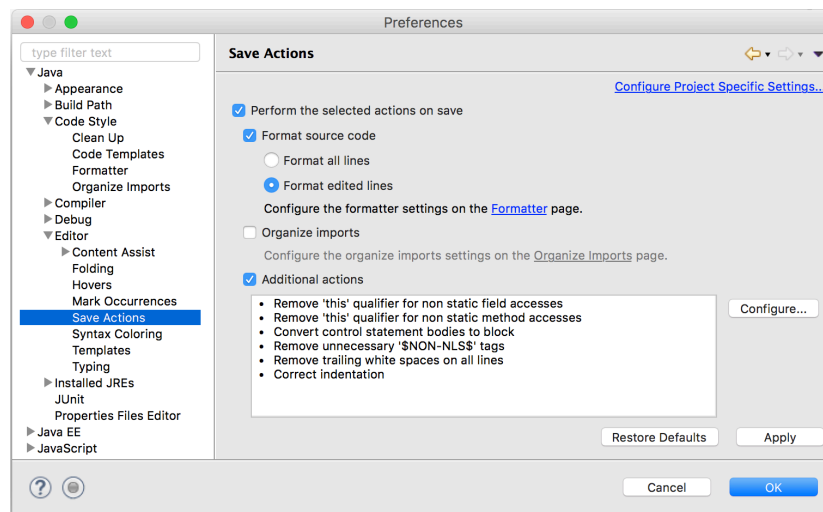 Preferences
type filter text
Java
Appearance
Build Path
Code Style
Clean Up
Code Templates
Formatter
Organize Imports
Compiler
Debug
Editor
Content Assist
Folding
Hovers
Mark Occurrences
Save Actions
Syntax Coloring
Templates
Typing
Installed JREs
JUnit
Properties Files Editor
Java EE
JavaScript
Save Actions
Configure Project Specific Settings..
Perform the selected actions on save
Format source code
Format all lines
Format edited lines
Configure the formatter settings on the Formatter page.
Organize imports
Configure the organize imports settings on the Organize Imports page.
Additional actions
• Remove 'this' qualifier for non static field accesses
• Remove 'this' qualifier for non static method accesses
• Convert control statement bodies to block
• Remove unnecessary '$NON-NLS$' tags
• Remove trailing white spaces on all lines
• Correct indentation
Configure...
Restore Defaults
Apply
?
Cancel
OK